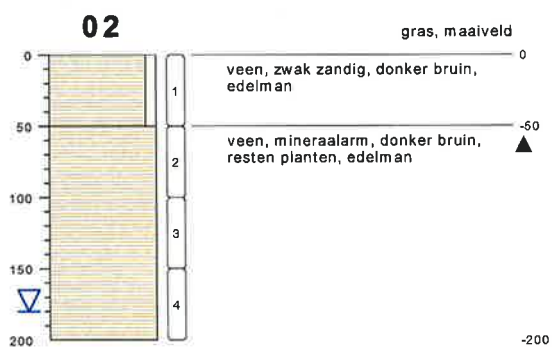 02
gras, maaiveld
0
0
veen, zwak zandig, donker bruin,
edelman
1
50
-50
veen, mineraalarm, donker bruin,
resten planten, edelman
2
100
3
150
4
200
-200